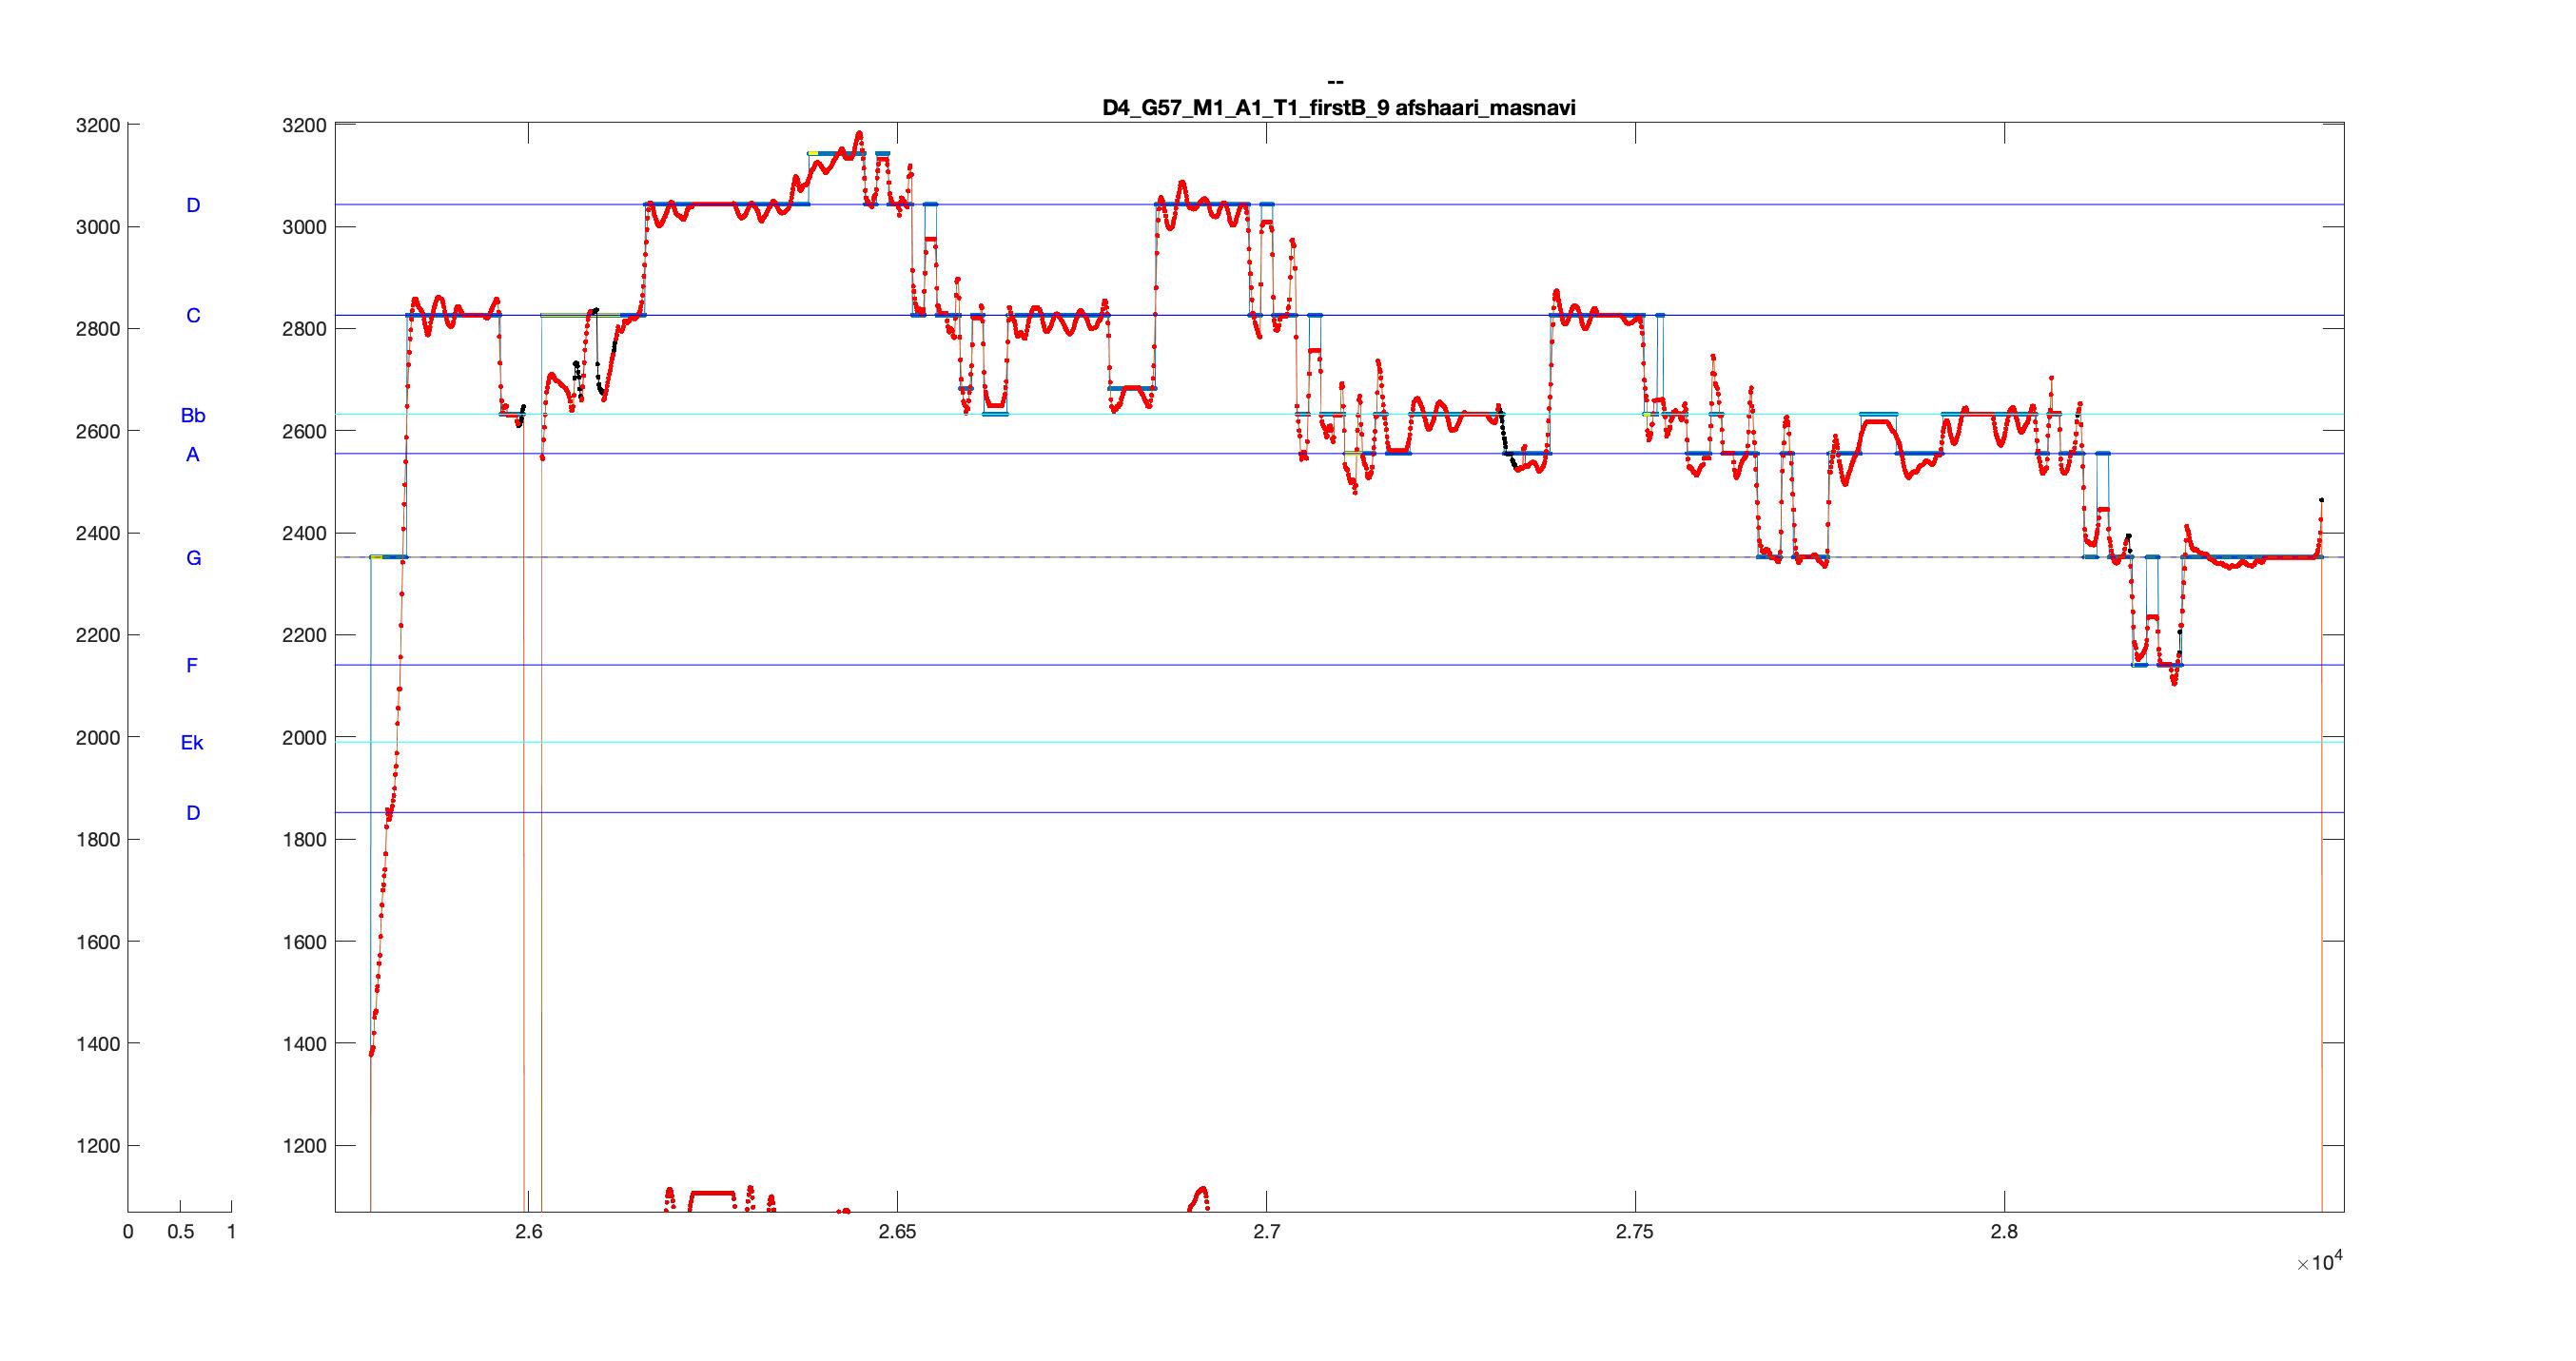 --
D4_G57_M1_A1_T1_firstB_9 afshaari_masnavi
3200 3200
D
3000 3000
C
2800 2800
Bb
2600 2600
A
2400 2400
G
2200 2200
F
2000 2000
Ek
1800 1800
D
1600 1600
1400 1400
1200 1200
0 0.5 1 2.6 2.65 2.7 2.75 2.8
×10^4